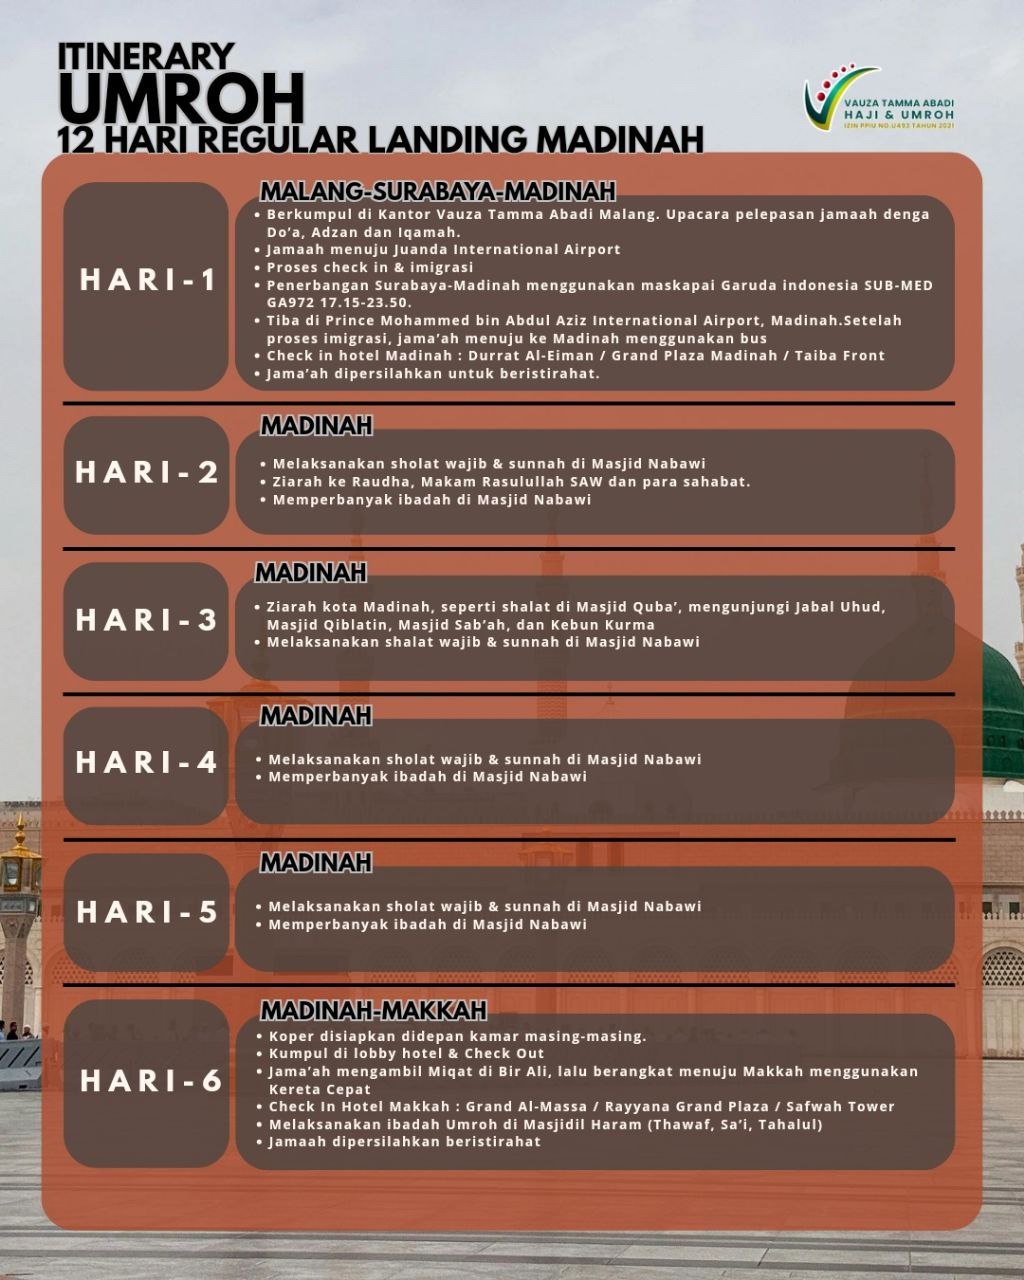 ITINERARY
UMROH
12 HARI REGULAR LANDING MADINAH
VAUZA TAMMA ABADI
HAJI & UMROH
IZIN PPIU NO.U493 TAHUN 2021
MALANG-SURABAYA-MADINAH
HARI-1
• Berkumpul di Kantor Vauza Tamma Abadi Malang. Upacara pelepasan jamaah denga
Do’a, Adzan dan Iqamah.
• Jamaah menuju Juanda International Airport
• Proses check in & imigrasi
• Penerbangan Surabaya-Madinah menggunakan maskapai Garuda indonesia SUB-MED
GA972 17.15-23.50.
• Tiba di Prince Mohammed bin Abdul Aziz International Airport, Madinah.Setelah
proses imigrasi, jama’ah menuju ke Madinah menggunakan bus
• Check in hotel Madinah : Durrat Al-Eiman / Grand Plaza Madinah / Taiba Front
• Jama’ah dipersilahkan untuk beristirahat.
MADINAH
HARI-2
• Melaksanakan sholat wajib & sunnah di Masjid Nabawi
• Ziarah ke Raudha, Makam Rasulullah SAW dan para sahabat.
• Memperbanyak ibadah di Masjid Nabawi
MADINAH
HARI-3
• Ziarah kota Madinah, seperti shalat di Masjid Quba’, mengunjungi Jabal Uhud,
Masjid Qiblatin, Masjid Sab’ah, dan Kebun Kurma
• Melaksanakan shalat wajib & sunnah di Masjid Nabawi
MADINAH
HARI-4
• Melaksanakan sholat wajib & sunnah di Masjid Nabawi
• Memperbanyak ibadah di Masjid Nabawi
MADINAH
HARI-5
• Melaksanakan sholat wajib & sunnah di Masjid Nabawi
• Memperbanyak ibadah di Masjid Nabawi
MADINAH-MAKKAH
HARI-6
• Koper disiapkan didepan kamar masing-masing.
• Kumpul di lobby hotel & Check Out
• Jama’ah mengambil Miqat di Bir Ali, lalu berangkat menuju Makkah menggunakan
Kereta Cepat
• Check In Hotel Makkah : Grand Al-Massa / Rayyana Grand Plaza / Safwah Tower
• Melaksanakan ibadah Umroh di Masjidil Haram (Thawaf, Sa’i, Tahalul)
• Jamaah dipersilahkan beristirahat